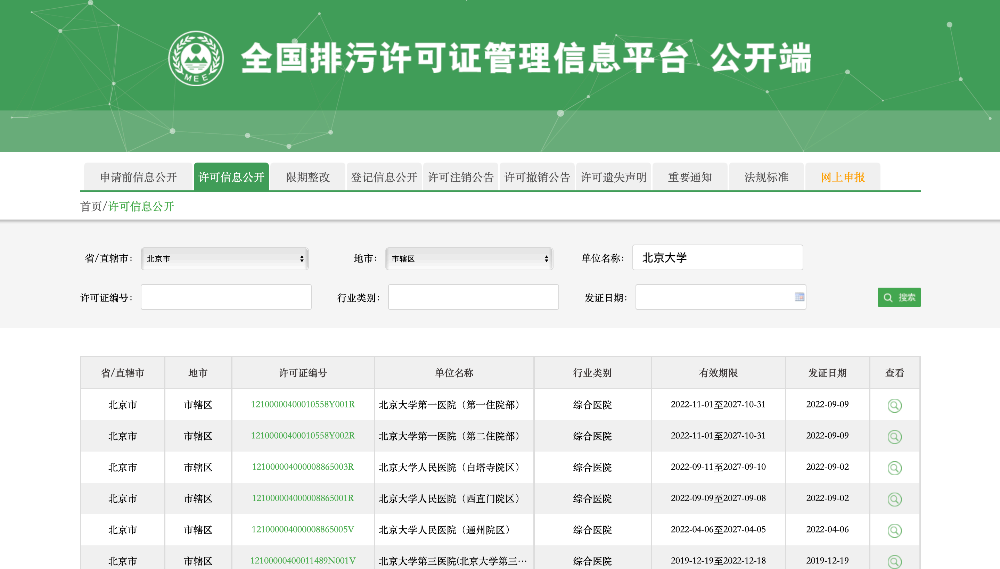 MEE
全国排污许可证管理信息平台 公开端
申请前信息公开 许可信息公开 限期整改 登记信息公开 许可注销公告 许可撤销公告 许可遗失声明 重要通知 法规标准 网上申报
首页/许可信息公开
省/直辖市： 北京市 地市： 市辖区 单位名称： 北京大学
许可证编号： 行业类别： 发证日期： 搜索
省/直辖市 地市 许可证编号 单位名称 行业类别 有效期限 发证日期 查看
北京市 市辖区 12100000400010558Y001R 北京大学第一医院（第一住院部） 综合医院 2022-11-01至2027-10-31 2022-09-09
北京市 市辖区 12100000400010558Y002R 北京大学第一医院（第二住院部） 综合医院 2022-11-01至2027-10-31 2022-09-09
北京市 市辖区 121000004000008865003R 北京大学人民医院（白塔寺院区） 综合医院 2022-09-11至2027-09-10 2022-09-02
北京市 市辖区 121000004000008865001R 北京大学人民医院（西直门院区） 综合医院 2022-09-09至2027-09-08 2022-09-02
北京市 市辖区 121000004000008865005V 北京大学人民医院（通州院区） 综合医院 2022-04-06至2027-04-05 2022-04-06
北京市 市辖区 12100000400011489N001V 北京大学第三医院(北京大学第三… 综合医院 2019-12-19至2022-12-18 2019-12-19